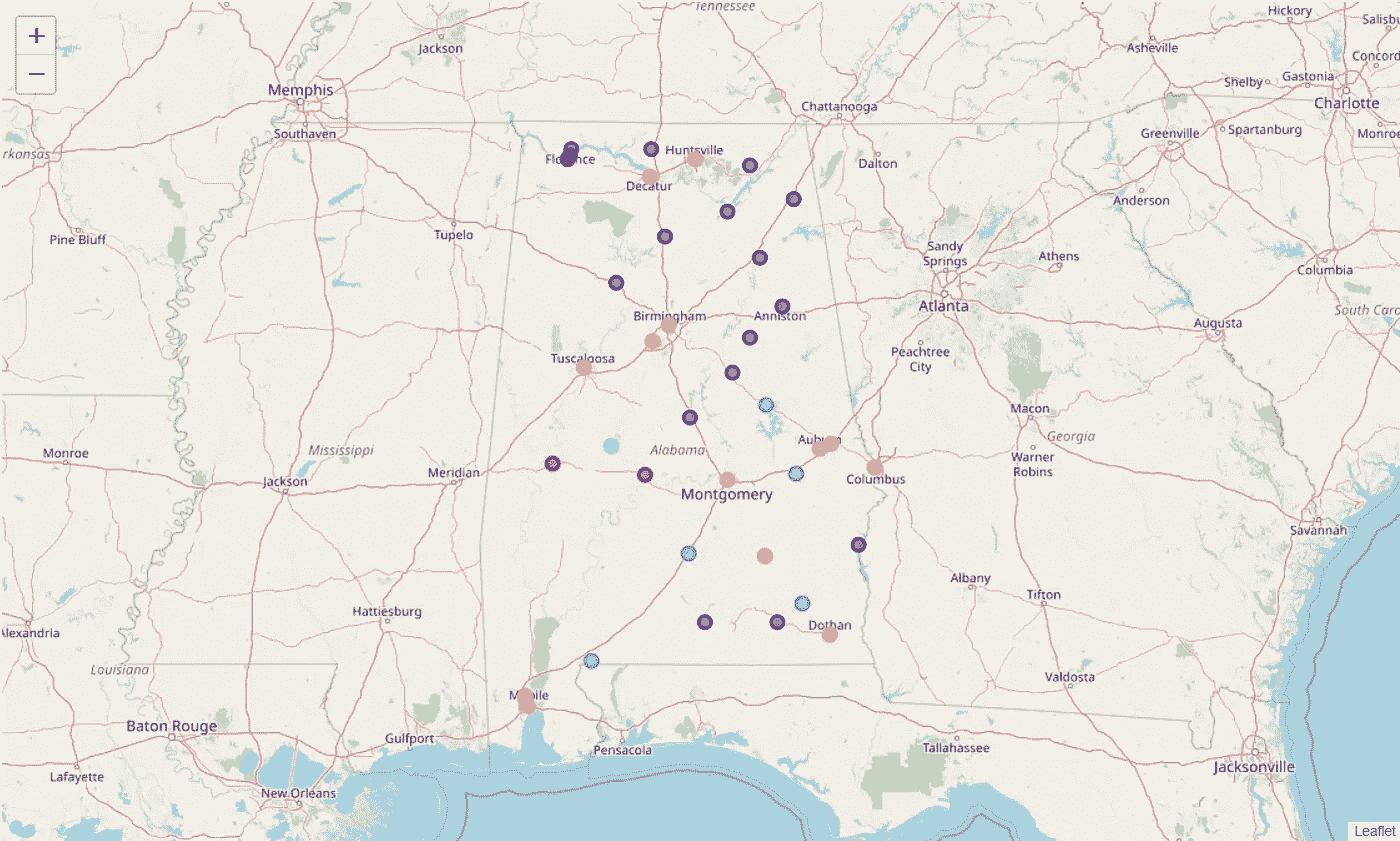 Tennessee
Hickory
Salisb
Jackson
Asheville
Concord
Shelby
Gastonia
Memphis
Charlotte
Chattanooga
Southaven
Greenville
Spartanburg
Monroe
rkansas
Florence
Huntsville
Dalton
Decatur
Anderson
Pine Bluff
Tupelo
Sandy
Springs
Athens
Columbia
Atlanta
South Caro
Birmingham
Anniston
Augusta
Tuscaloosa
Peachtree
City
Macon
Georgia
Auburn
Monroe
Mississippi
Alabama
Warner
Robins
Meridian
Jackson
Columbus
Montgomery
Savannah
Albany
Tifton
Hattiesburg
Dothan
Alexandria
Louisiana
Valdosta
Mobile
Baton Rouge
Gulfport
Pensacola
Tallahassee
Jacksonville
Lafayette
New Orleans
+
−
Leaflet